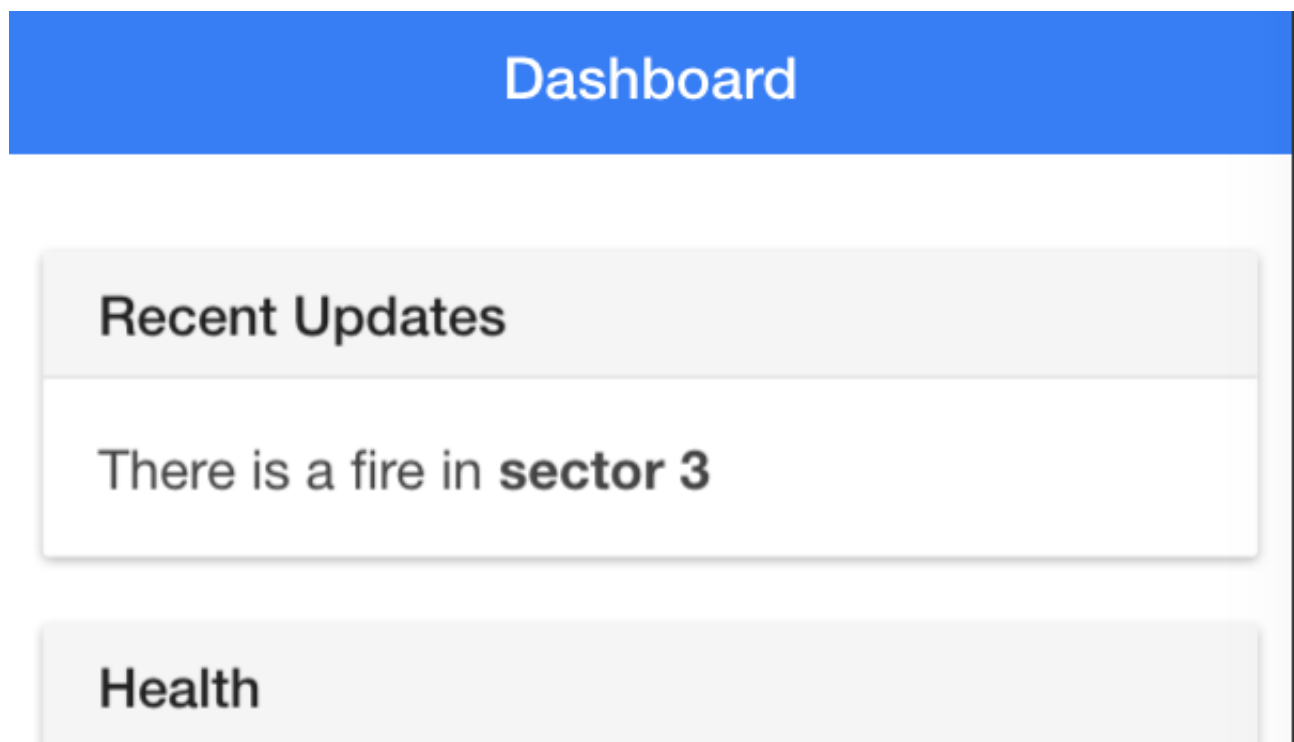 Dashboard
Recent Updates
There is a fire in sector 3
Health